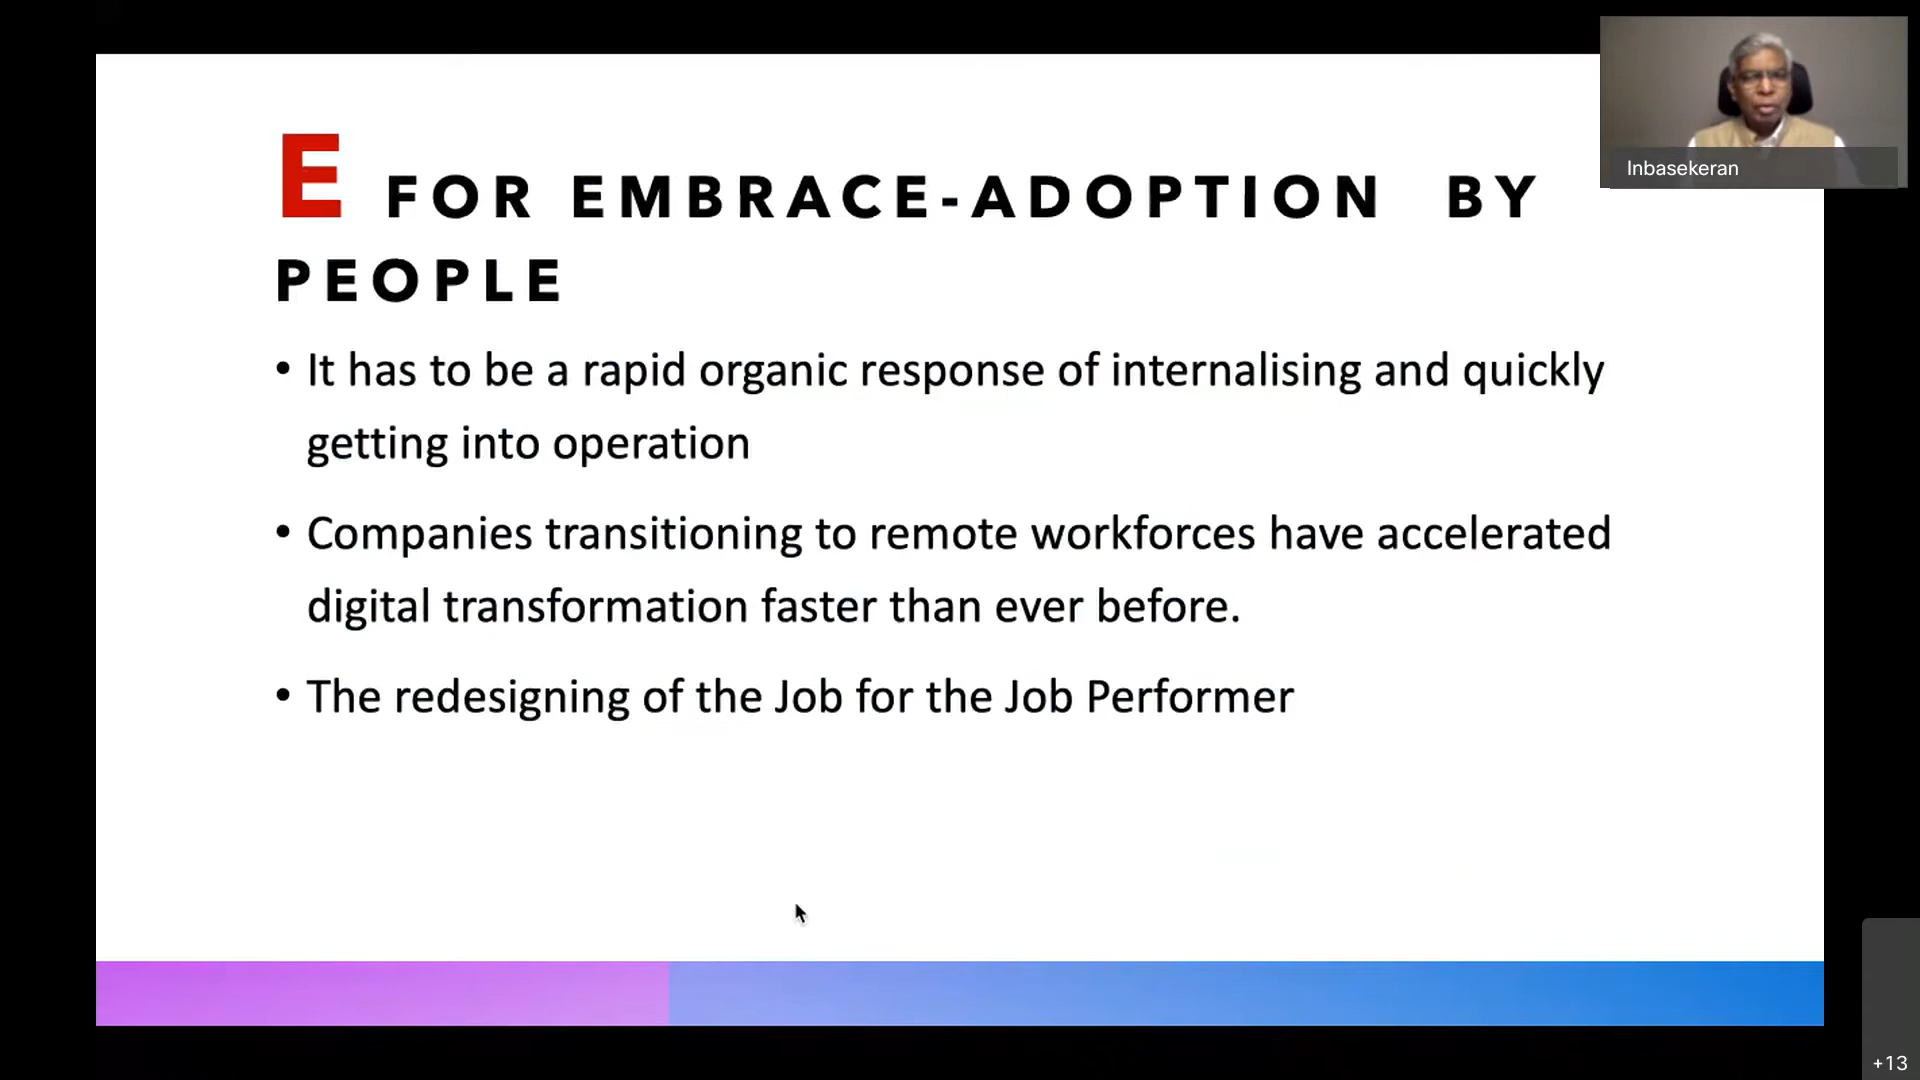 E FOR EMBRACE-ADOPTION BY
PEOPLE
• It has to be a rapid organic response of internalising and quickly
getting into operation
• Companies transitioning to remote workforces have accelerated
digital transformation faster than ever before.
• The redesigning of the Job for the Job Performer
Inbasekeran
+13